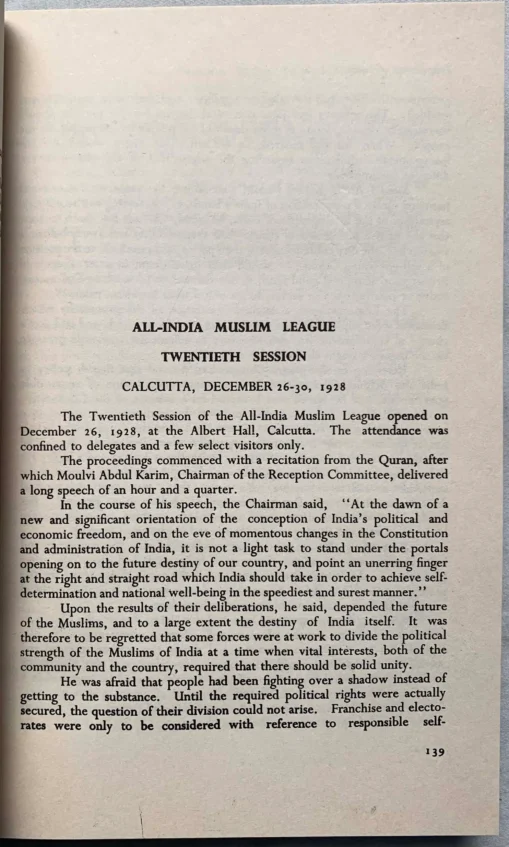 ALL-INDIA MUSLIM LEAGUE
TWENTIETH SESSION
CALCUTTA, DECEMBER 26-30, 1928
The Twentieth Session of the All-India Muslim League opened on
December 26, 1928, at the Albert Hall, Calcutta. The attendance was
confined to delegates and a few select visitors only.
The proceedings commenced with a recitation from the Quran, after
which Moulvi Abdul Karim, Chairman of the Reception Committee, delivered
a long speech of an hour and a quarter.
In the course of his speech, the Chairman said, "At the dawn of a
new and significant orientation of the conception of India's political and
economic freedom, and on the eve of momentous changes in the Constitution
and administration of India, it is not a light task to stand under the portals
opening on to the future destiny of our country, and point an unerring finger
at the right and straight road which India should take in order to achieve self-
determination and national well-being in the speediest and surest manner."
Upon the results of their deliberations, he said, depended the future
of the Muslims, and to a large extent the destiny of India itself. It was
therefore to be regretted that some forces were at work to divide the political
strength of the Muslims of India at a time when vital interests, both of the
community and the country, required that there should be solid unity.
He was afraid that people had been fighting over a shadow instead of
getting to the substance. Until the required political rights were actually
secured, the question of their division could not arise. Franchise and electo-
rates were only to be considered with reference to responsible self-
139